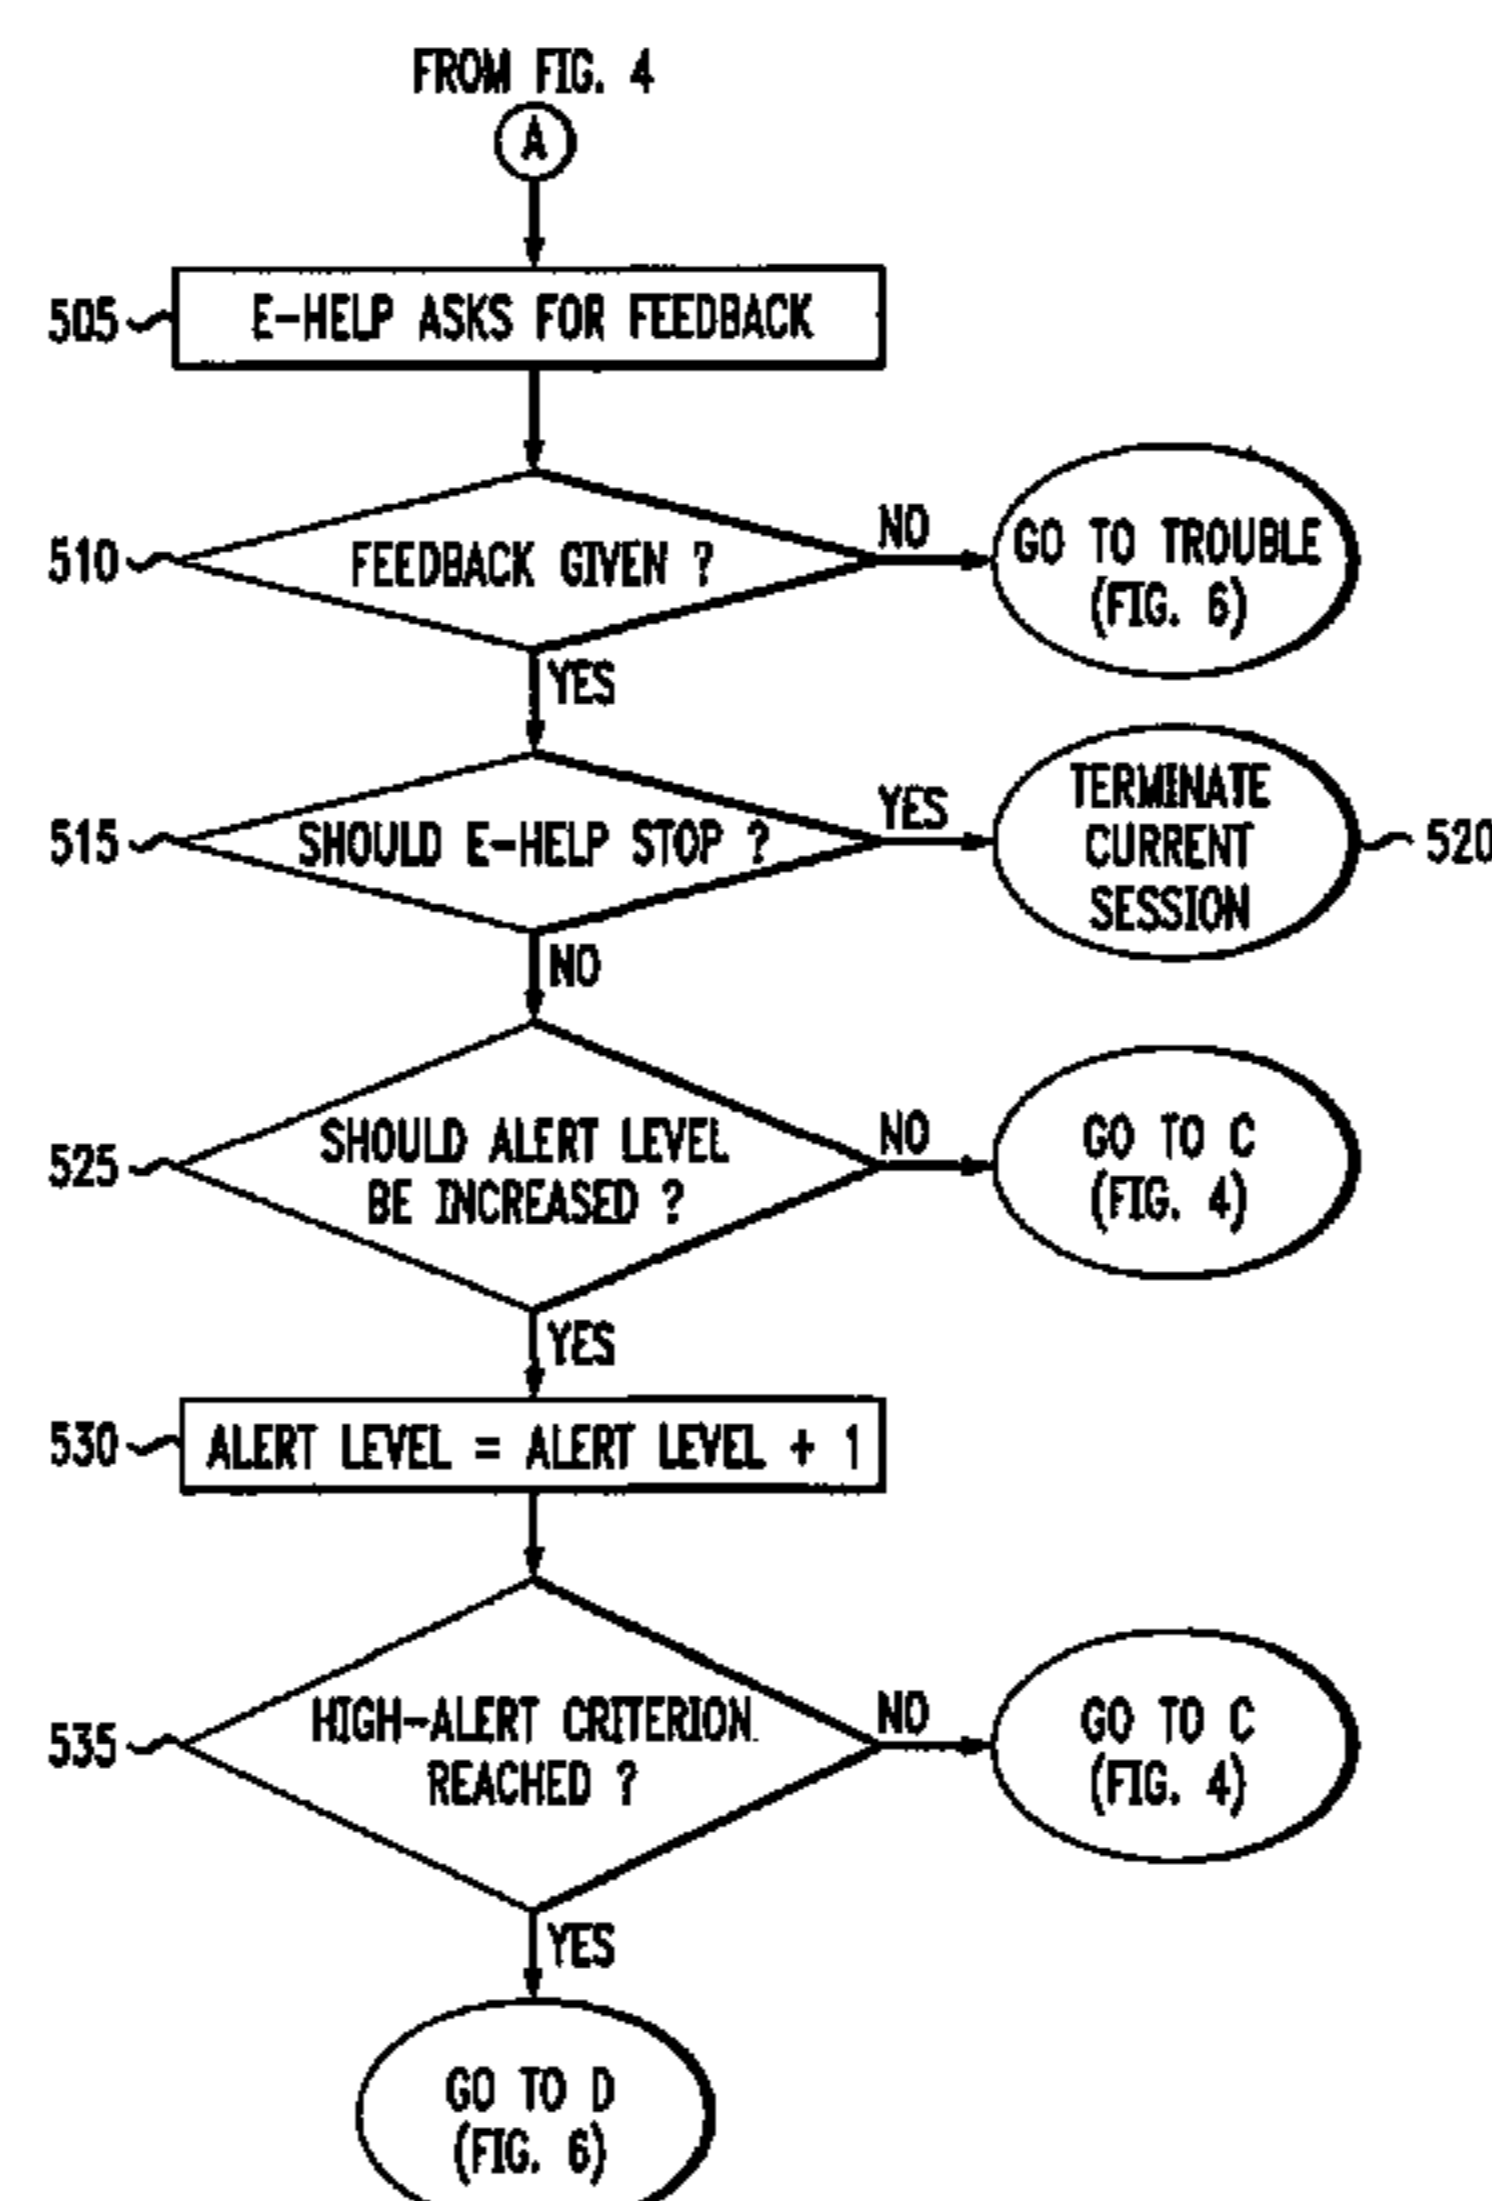 FROM FIG. 4
A
505
E-HELP ASKS FOR FEEDBACK
510
FEEDBACK GIVEN ?
NO
GO TO TROUBLE
(FIG. 6)
YES
515
SHOULD E-HELP STOP ?
YES
TERMINATE
CURRENT
SESSION
520
NO
525
SHOULD ALERT LEVEL
BE INCREASED ?
NO
GO TO C
(FIG. 4)
YES
530
ALERT LEVEL = ALERT LEVEL + 1
535
HIGH-ALERT CRITERION
REACHED ?
NO
GO TO C
(FIG. 4)
YES
GO TO D
(FIG. 6)